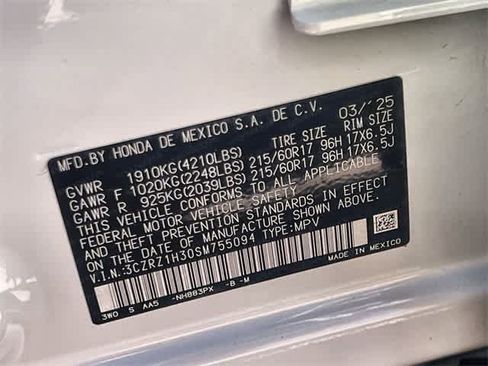 MFD.BY HONDA DE MEXICO S.A. DE C.V. 03/'25
GVWR 1910KG(4210LBS) TIRE SIZE RIM SIZE
GAWR F 1020KG(2248LBS) 215/60R17 96H 17X6.5J
GAWR R 925KG(2039LBS) 215/60R17 96H 17X6.5J
THIS VEHICLE CONFORMS TO ALL APPLICABLE
FEDERAL MOTOR VEHICLE SAFETY
AND THEFT PREVENTION STANDARDS IN EFFECT
ON THE DATE OF MANUFACTURE SHOWN ABOVE.
V.I.N.:3CZRZ1H30SM755094 TYPE:MPV
MADE IN MEXICO
3W0 S AA5 -NH883PX -B -M